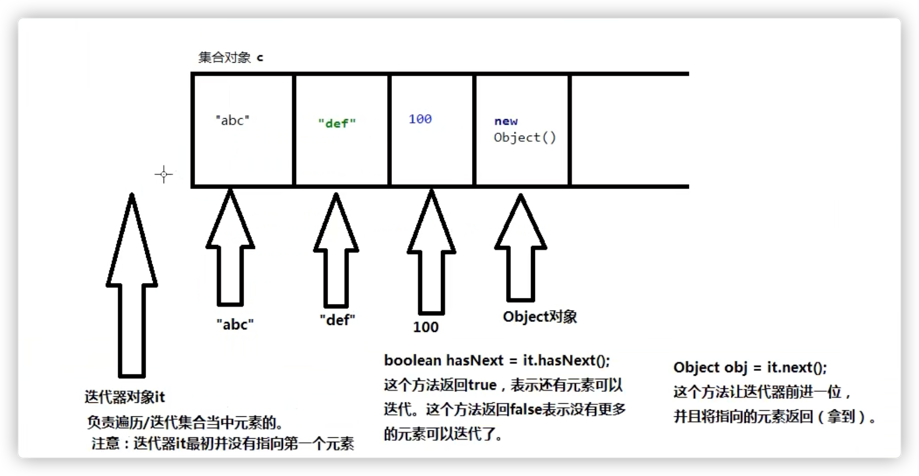 集合对象 c
"abc"
"def"
100
new
Object()
"abc"
"def"
100
Object对象
迭代器对象it
负责遍历/迭代集合当中元素的。
注意：迭代器it最初并没有指向第一个元素
boolean hasNext = it.hasNext();
这个方法返回true，表示还有元素可以
迭代。这个方法返回false表示没有更多
的元素可以迭代了。
Object obj = it.next();
这个方法让迭代器前进一位，
并且将指向的元素返回（拿到）。